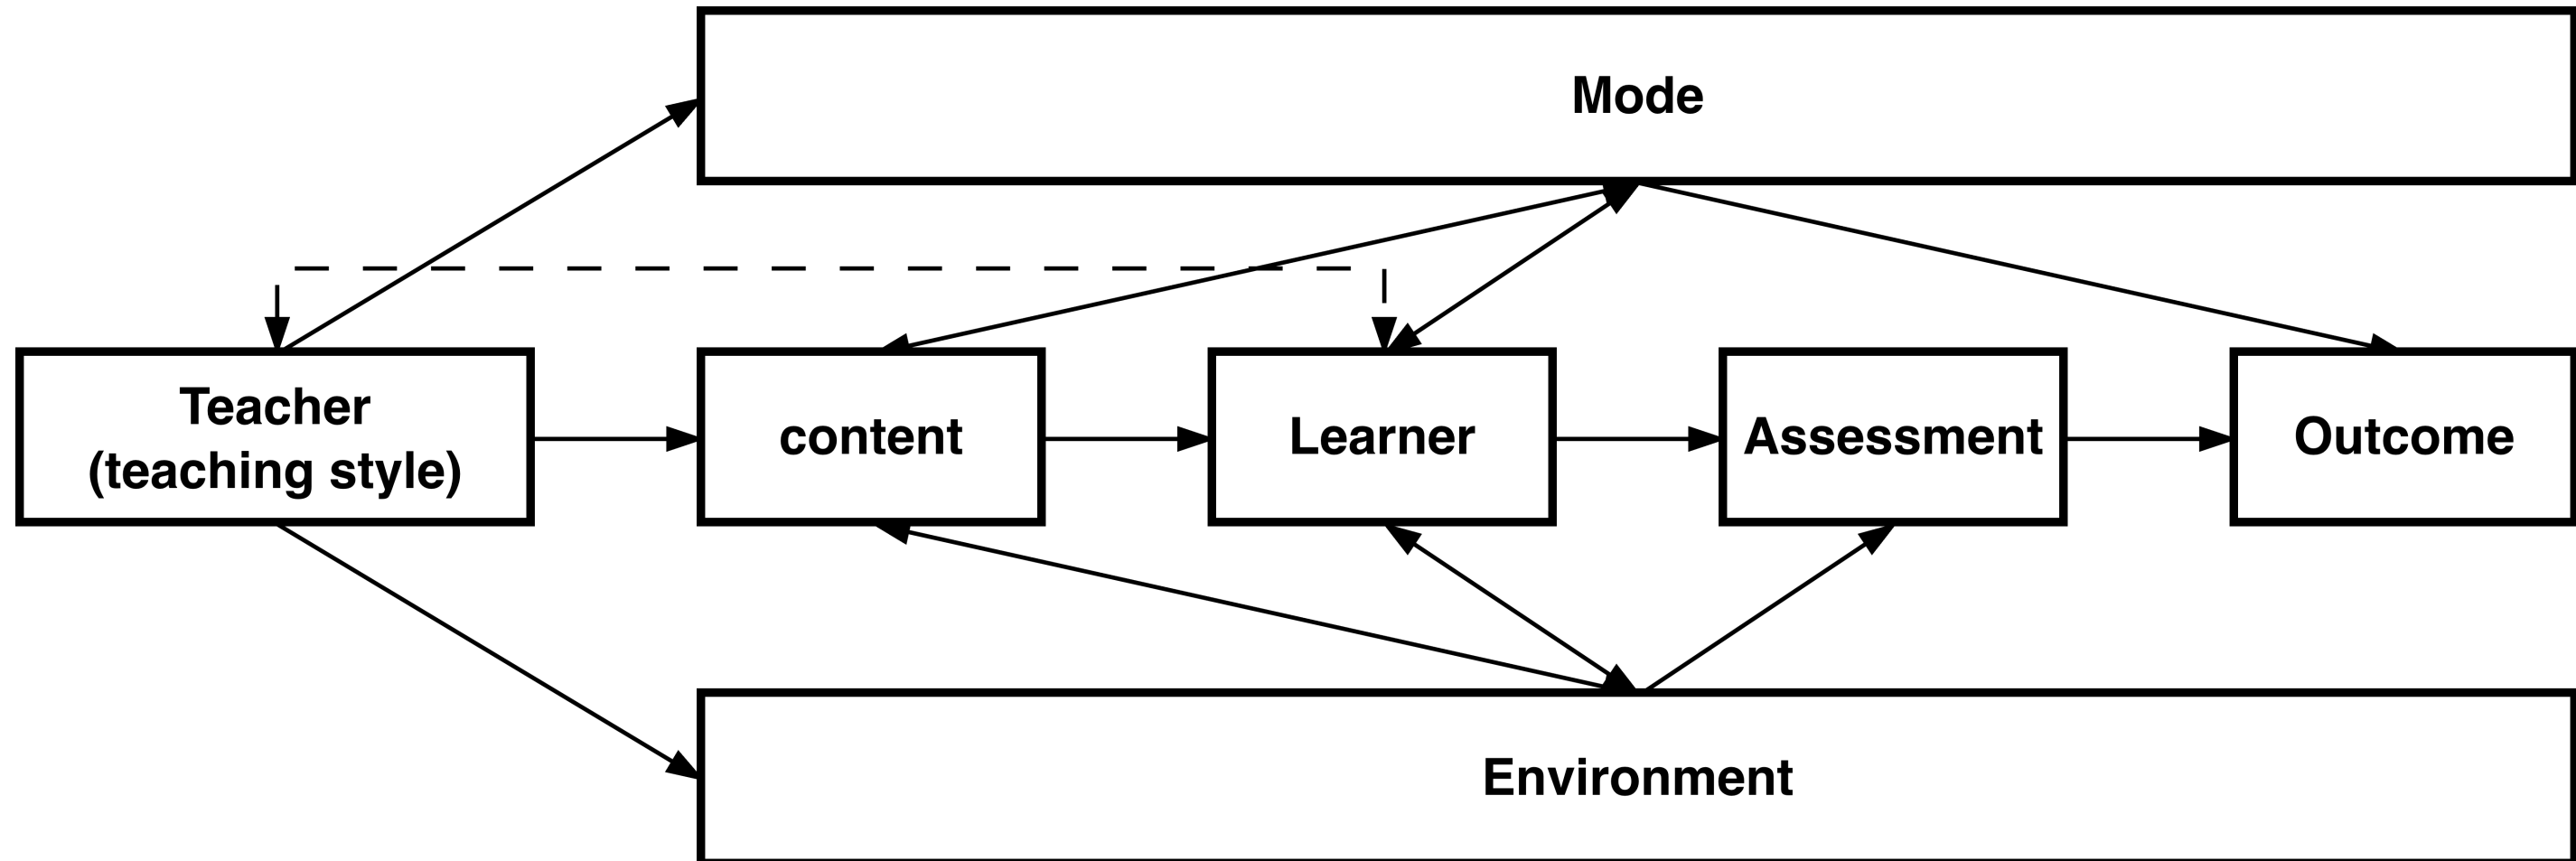 Mode
Teacher
(teaching style)
content
Learner
Assessment
Outcome
Environment